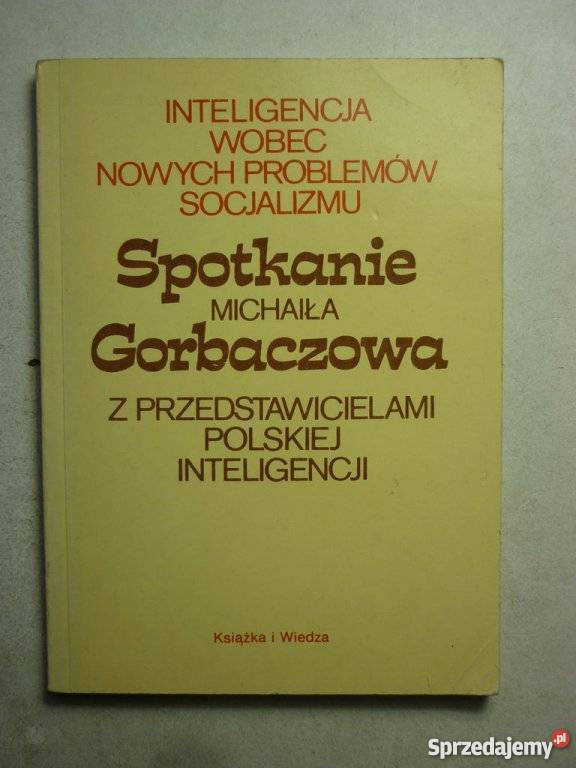 INTELIGENCJA
WOBEC
NOWYCH PROBLEMÓW
SOCJALIZMU
Spotkanie
MICHAIŁA
Gorbaczowa
Z PRZEDSTAWICIELAMI
POLSKIEJ
INTELIGENCJI
Książka i Wiedza
Sprzedajemy.pl